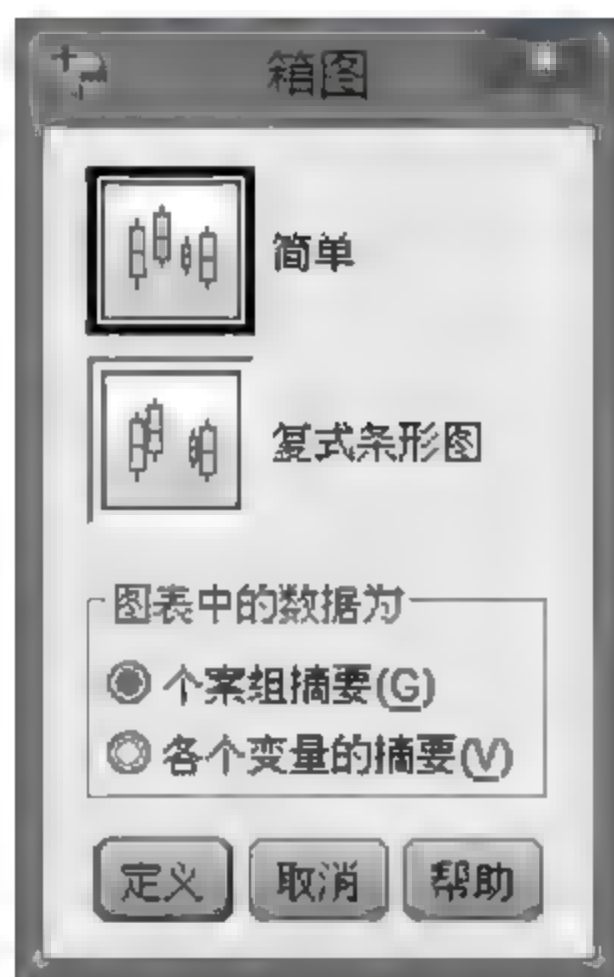 箱图
简单
复式条形图
图表中的数据为
个案组摘要(G)
各个变量的摘要(V)
定义 取消 帮助